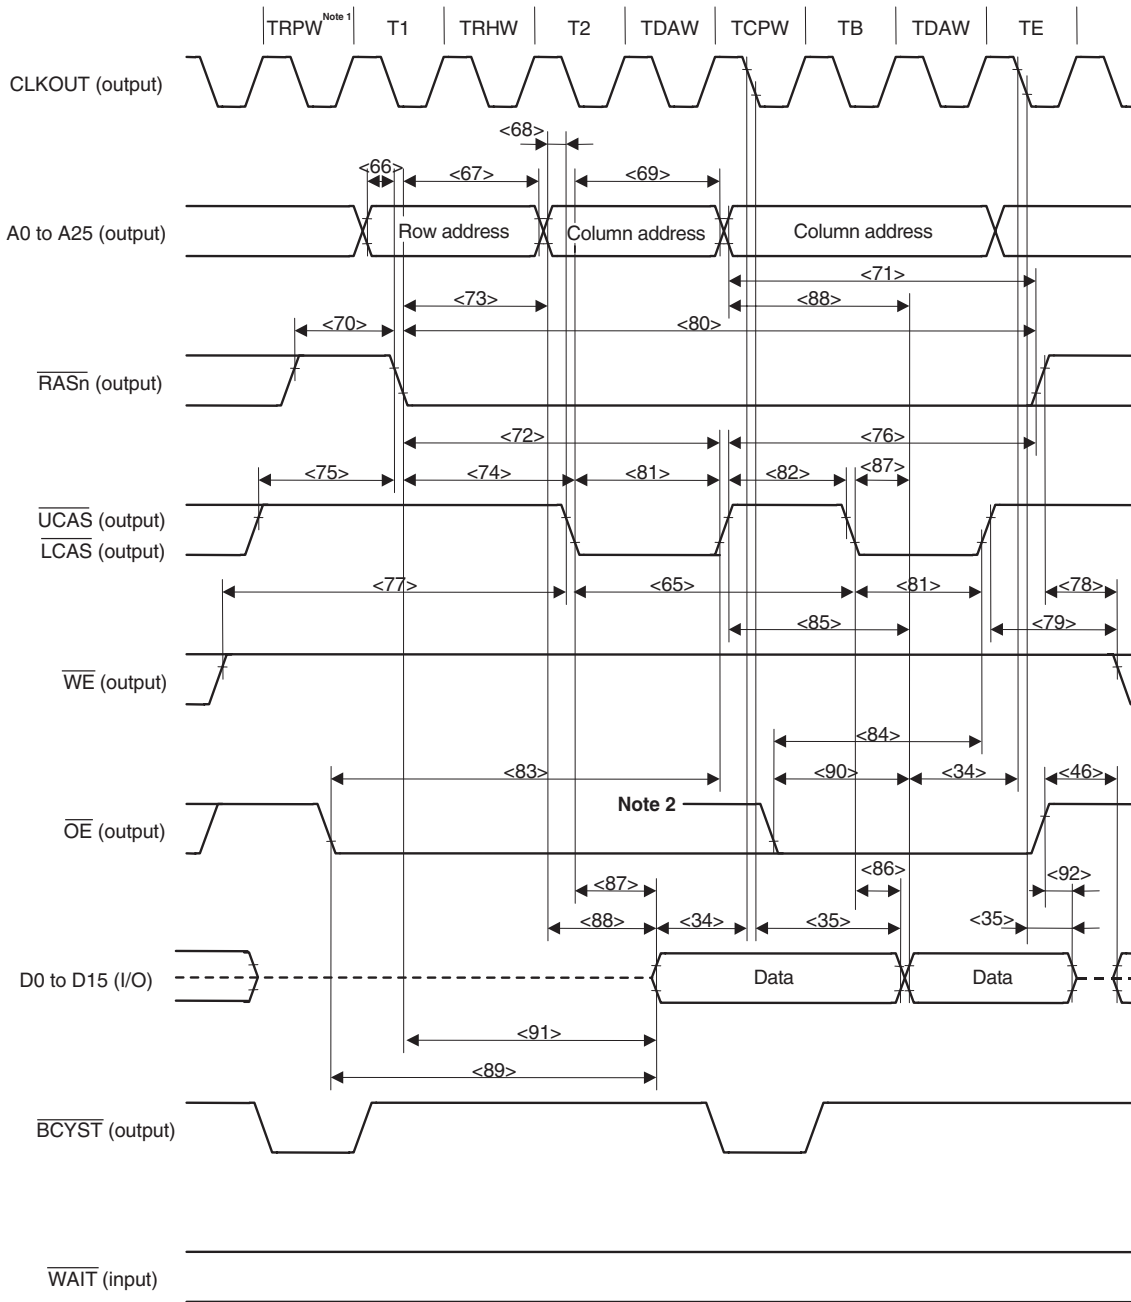 TRPW Note 1 T1 TRHW T2 TDAW TCPW TB TDAW TE
CLKOUT (output)
<68>
<66> <67> <69>
A0 to A25 (output) Row address Column address Column address
<71>
<73> <88>
<70> <80>
RASn (output)
<72> <76>
<75> <74> <81> <82> <87>
UCAS (output)
LCAS (output)
<77> <65> <81> <78>
<85> <79>
WE (output)
<84>
<83> <90> <34> <46>
Note 2
OE (output)
<86> <92>
<87>
<88> <34> <35> <35>
D0 to D15 (I/O) Data Data
<91>
<89>
BCYST (output)
WAIT (input)